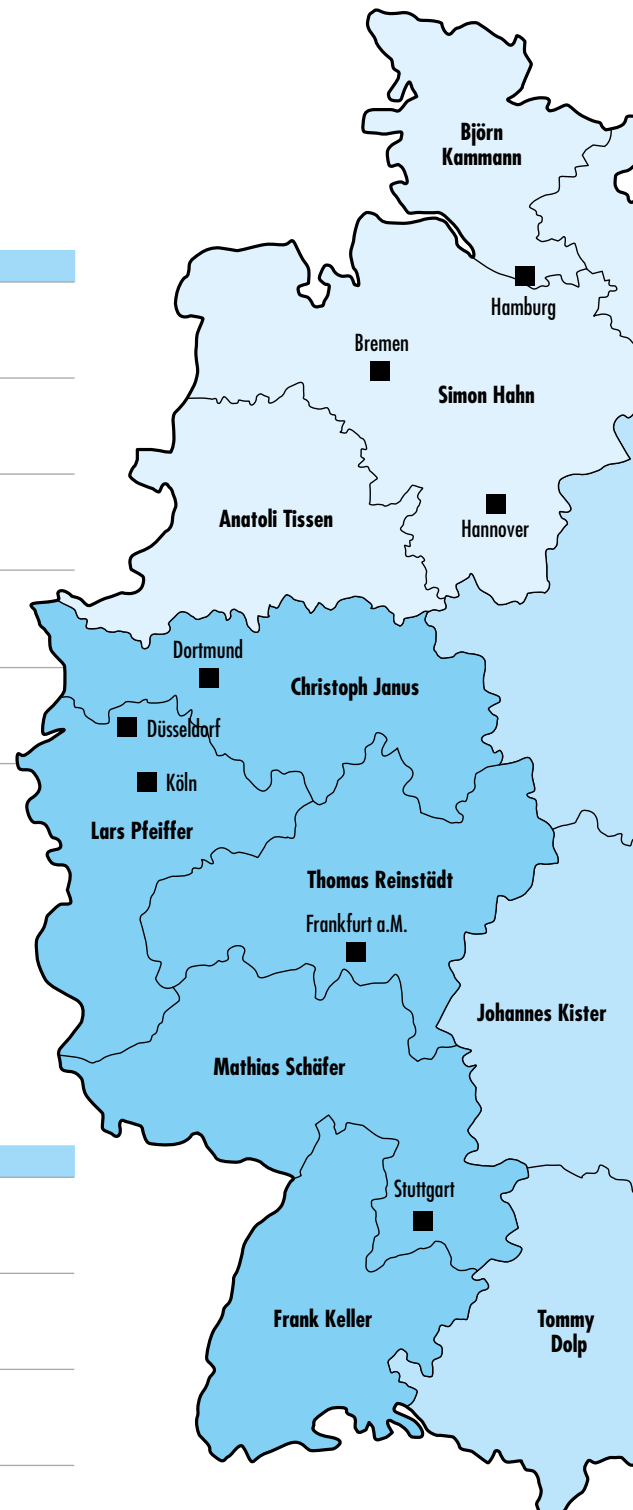 Björn
Kammann
Hamburg
Bremen
Simon Hahn
Anatoli Tissen
Hannover
Dortmund
Christoph Janus
Düsseldorf
Köln
Lars Pfeiffer
Thomas Reinstädt
Frankfurt a.M.
Johannes Kister
Mathias Schäfer
Stuttgart
Frank Keller
Tommy
Dolp